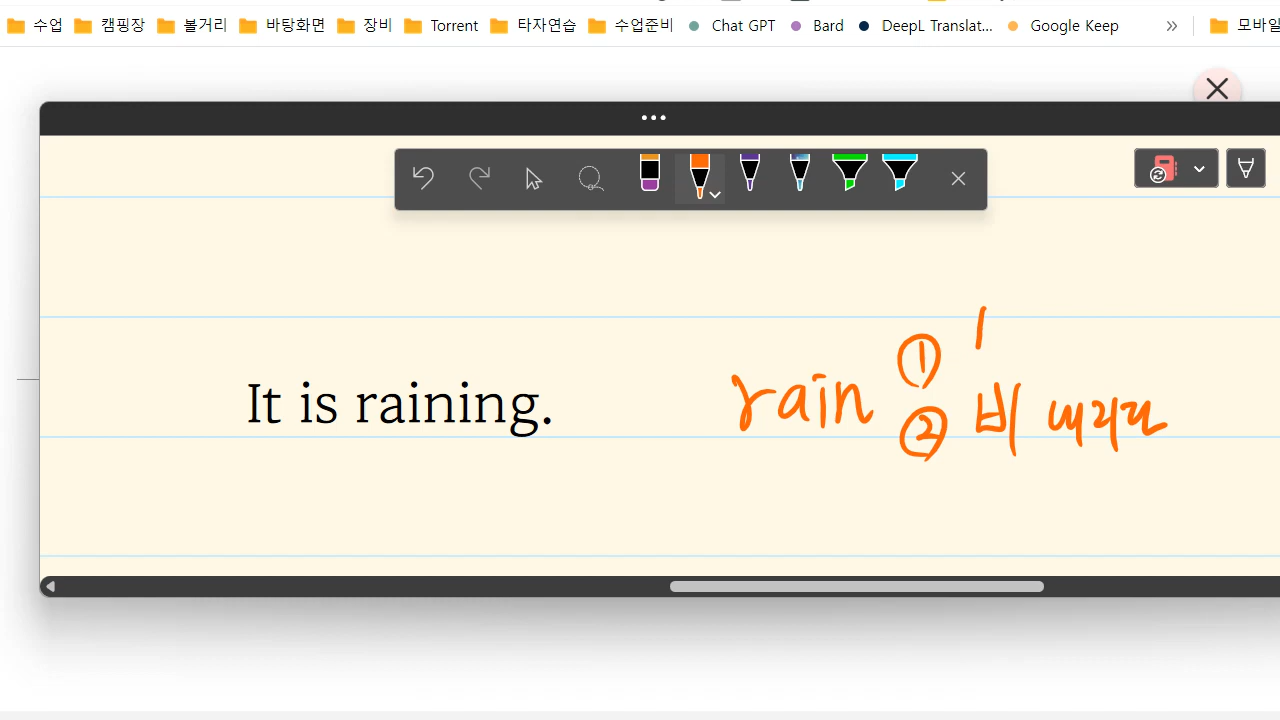 수업 캠핑장 볼거리 바탕화면 장비 Torrent 타자연습 수업준비 Chat GPT Bard DeepL Translat... Google Keep » 모바일
It is raining. rain ① ② 비 내리다